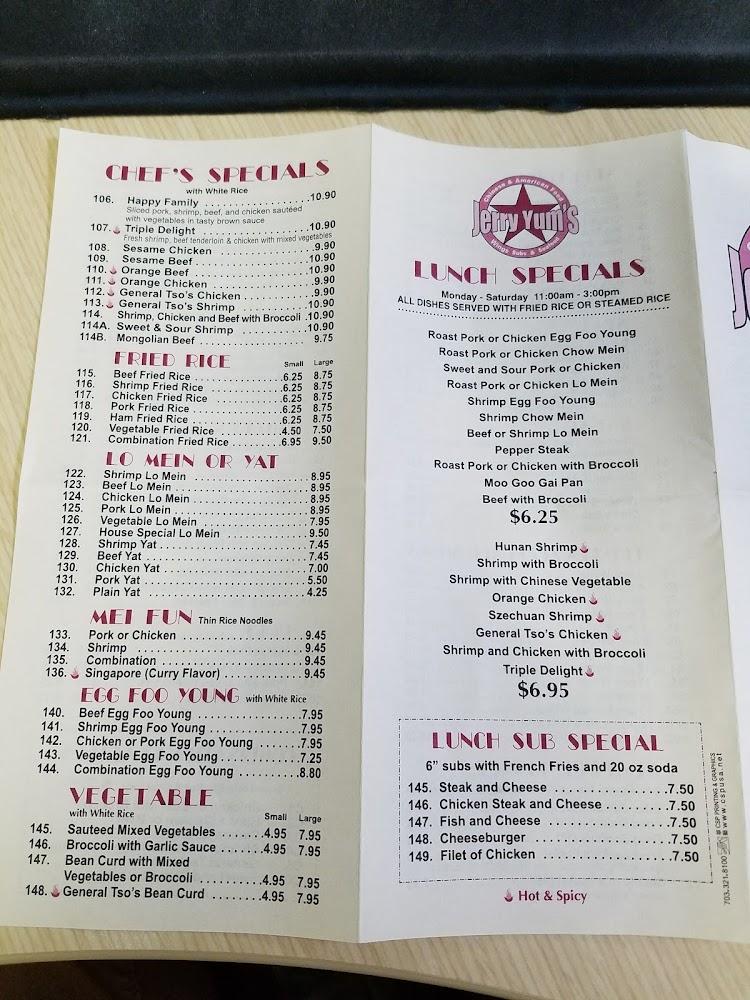 CHEF'S SPECIALS
with White Rice
106. Happy Family ..................10.90
Sliced pork, shrimp, beef, and chicken sautéed
with vegetables in tasty brown sauce
107. Triple Delight ....................10.90
Fresh shrimp, beef tenderloin & chicken with mixed vegetables
108. Sesame Chicken ................9.90
109. Sesame Beef ....................10.90
110. Orange Beef ....................10.90
111. Orange Chicken .................9.90
112. General Tso's Chicken ..........9.90
113. General Tso's Shrimp ..........10.90
114. Shrimp, Chicken and Beef with Broccoli .10.90
114A. Sweet & Sour Shrimp ..........10.90
114B. Mongolian Beef ................9.75
FRIED RICE Small Large
115. Beef Fried Rice ................6.25 8.75
116. Shrimp Fried Rice ..............6.25 8.75
117. Chicken Fried Rice .............6.25 8.75
118. Pork Fried Rice ................6.25 8.75
119. Ham Fried Rice .................6.25 8.75
120. Vegetable Fried Rice ...........4.50 7.50
121. Combination Fried Rice .........6.95 9.50
LO MEIN OR YAT
122. Shrimp Lo Mein .................8.95
123. Beef Lo Mein ...................8.95
124. Chicken Lo Mein ................8.95
125. Pork Lo Mein ...................8.95
126. Vegetable Lo Mein ..............7.95
127. House Special Lo Mein ..........9.50
128. Shrimp Yat .....................7.45
129. Beef Yat .......................7.45
130. Chicken Yat ....................7.00
131. Pork Yat .......................5.50
132. Plain Yat ......................4.25
MEI FUN Thin Rice Noodles
133. Pork or Chicken ................9.45
134. Shrimp .........................9.45
135. Combination ....................9.45
136. Singapore (Curry Flavor) .......9.45
EGG FOO YOUNG with White Rice
140. Beef Egg Foo Young .............7.95
141. Shrimp Egg Foo Young ...........7.95
142. Chicken or Pork Egg Foo Young ......7.95
143. Vegetable Egg Foo Young ........7.25
144. Combination Egg Foo Young ......8.80
VEGETABLE
with White Rice Small Large
145. Sauteed Mixed Vegetables .......4.95 7.95
146. Broccoli with Garlic Sauce .....4.95 7.95
147. Bean Curd with Mixed
Vegetables or Broccoli .........4.95 7.95
148. General Tso's Bean Curd ........4.95 7.95
Chinese & American Food
Jerry Yum's
Wings Subs & Seafood
LUNCH SPECIALS
Monday - Saturday 11:00am - 3:00pm
ALL DISHES SERVED WITH FRIED RICE OR STEAMED RICE
Roast Pork or Chicken Egg Foo Young
Roast Pork or Chicken Chow Mein
Sweet and Sour Pork or Chicken
Roast Pork or Chicken Lo Mein
Shrimp Egg Foo Young
Shrimp Chow Mein
Beef or Shrimp Lo Mein
Pepper Steak
Roast Pork or Chicken with Broccoli
Moo Goo Gai Pan
Beef with Broccoli
$6.25
Hunan Shrimp
Shrimp with Broccoli
Shrimp with Chinese Vegetable
Orange Chicken
Szechuan Shrimp
General Tso's Chicken
Shrimp and Chicken with Broccoli
Triple Delight
$6.95
LUNCH SUB SPECIAL
6" subs with French Fries and 20 oz soda
145. Steak and Cheese ................7.50
146. Chicken Steak and Cheese ........7.50
147. Fish and Cheese .................7.50
148. Cheeseburger ....................7.50
149. Filet of Chicken ................7.50
Hot & Spicy
703.321.8100 CSP PRINTING & GRAPHICS
www.cspusa.net